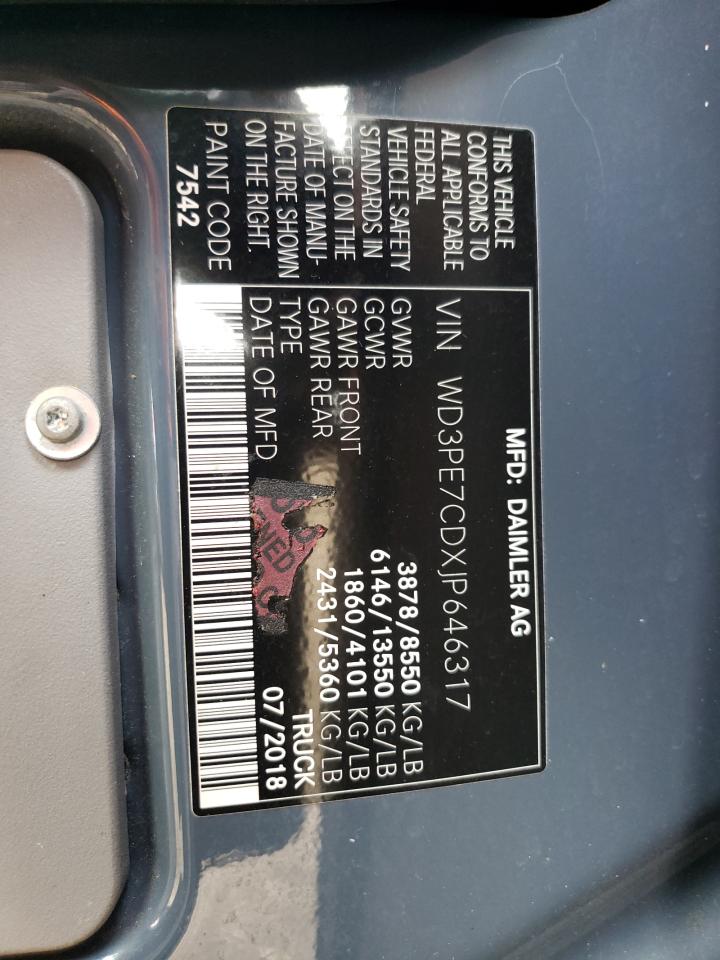 THIS VEHICLE
CONFORMS TO
ALL APPLICABLE
FEDERAL
VEHICLE SAFETY
STANDARDS IN
EFFECT ON THE
DATE OF MANU-
FACTURE SHOWN
ON THE RIGHT.
PAINT CODE
7542
MFD: DAIMLER AG
VIN WD3PE7CDXJP646317
GVWR 3878/8550 KG/LB
GCWR 6146/13550 KG/LB
GAWR FRONT 1860/4101 KG/LB
GAWR REAR 2431/5360 KG/LB
TYPE TRUCK
DATE OF MFD 07/2018